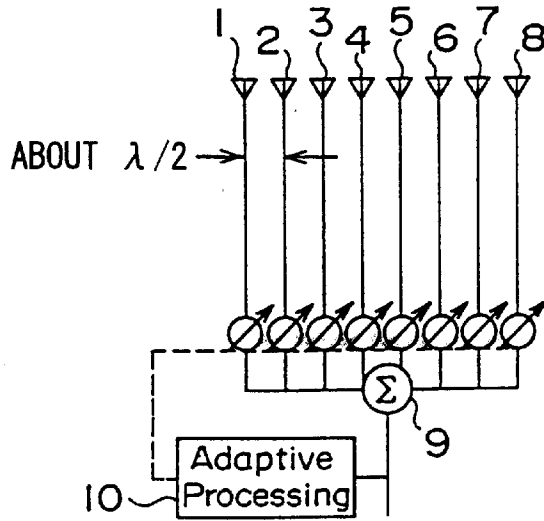 1 2 3 4 5 6 7 8
ABOUT λ/2
Σ
9
Adaptive
Processing
10